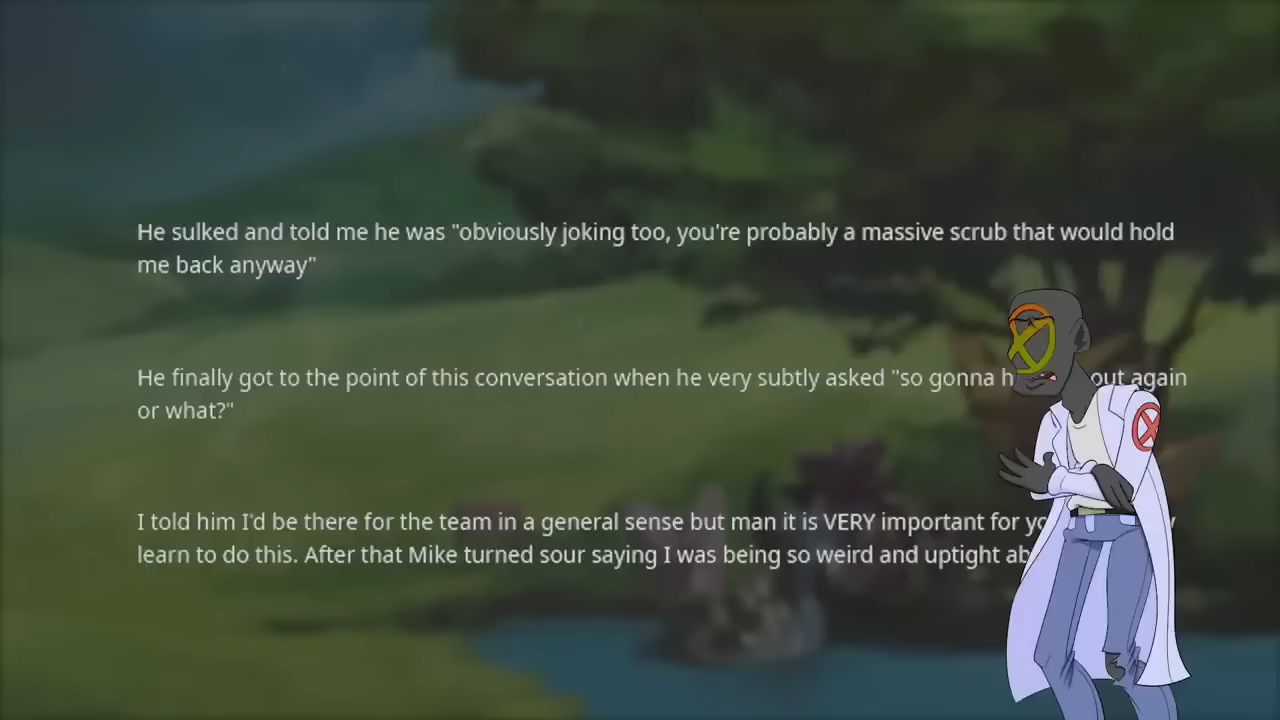 He sulked and told me he was "obviously joking too, you're probably a massive scrub that would hold
me back anyway"
He finally got to the point of this conversation when he very subtly asked "so gonna out again
or what?"
I told him I'd be there for the team in a general sense but man it is VERY important for
learn to do this. After that Mike turned sour saying I was being so weird and uptight